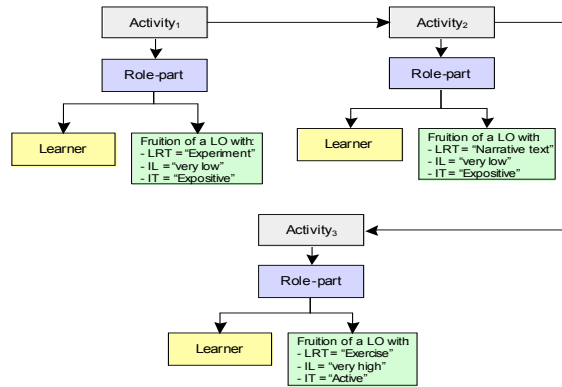 Activity₁
Activity₂
Role-part
Role-part
Learner
Fruition of a LO with:
- LRT = “Experiment”
- IL = “very low”
- IT = “Expositive”
Learner
Fruition of a LO with
- LRT = “Narrative text”
- IL = “very low”
- IT = “Expositive”
Activity₃
Role-part
Learner
Fruition of a LO with
- LRT = “Exercise”
- IL = “very high”
- IT = “Active”